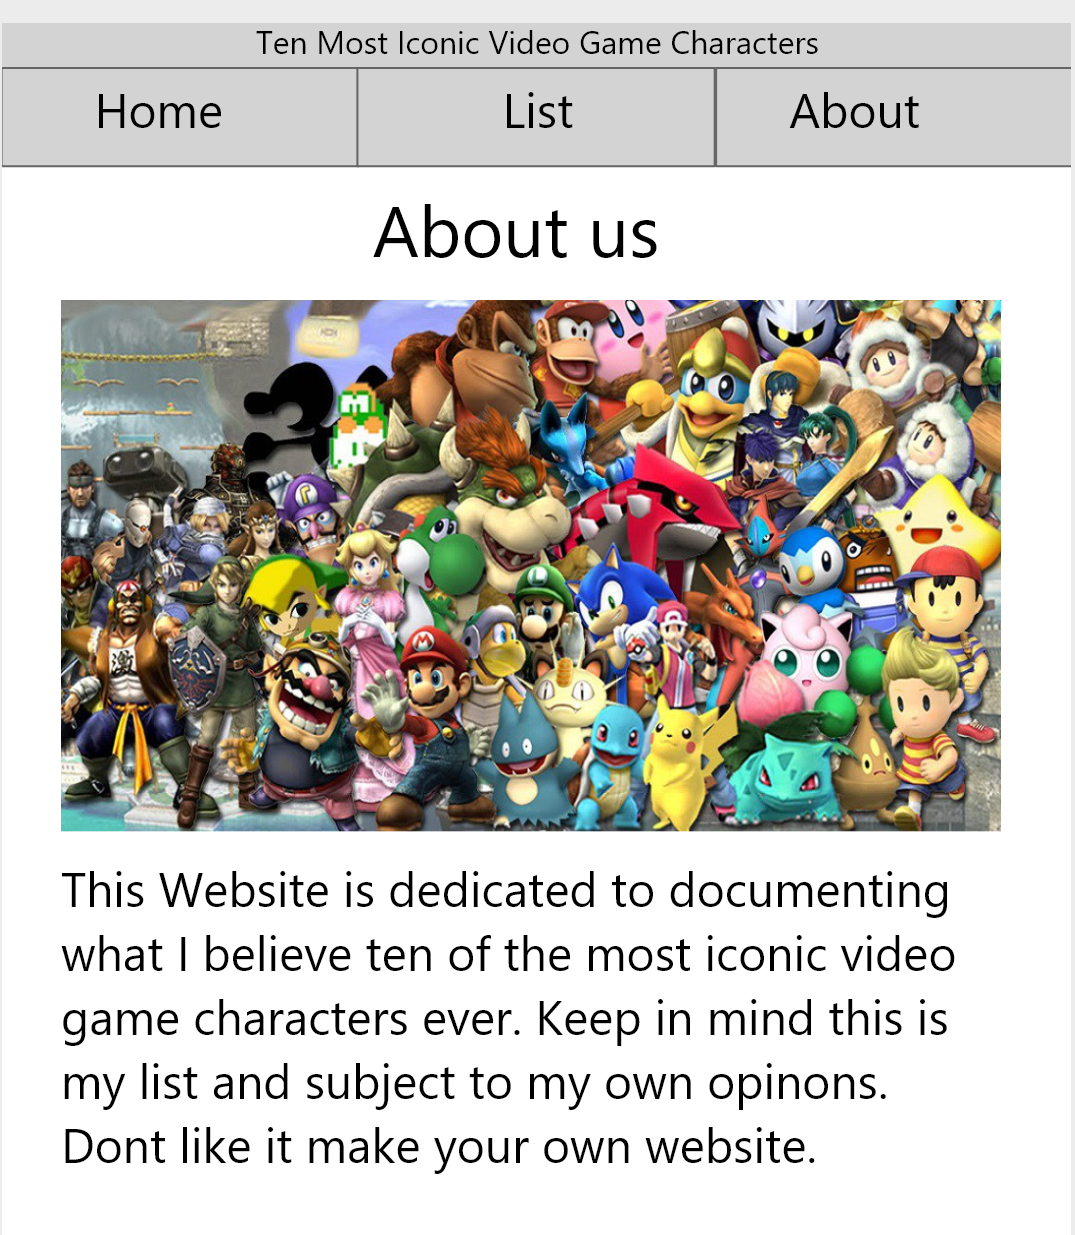 Ten Most Iconic Video Game Characters
Home List About
About us
激
This Website is dedicated to documenting
what I believe ten of the most iconic video
game characters ever. Keep in mind this is
my list and subject to my own opinons.
Dont like it make your own website.